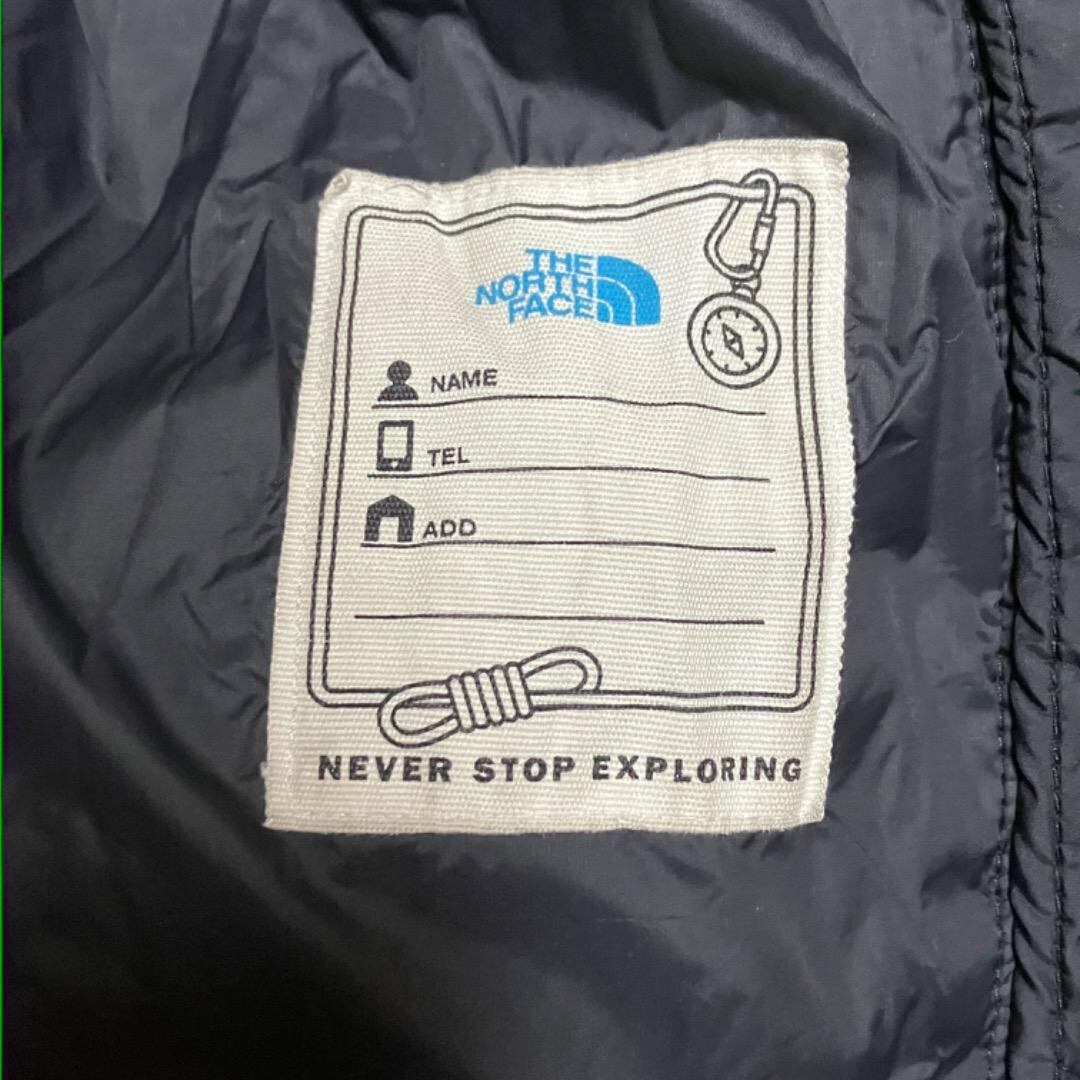 THE
NORTH
FACE
NAME
TEL
ADD
NEVER STOP EXPLORING